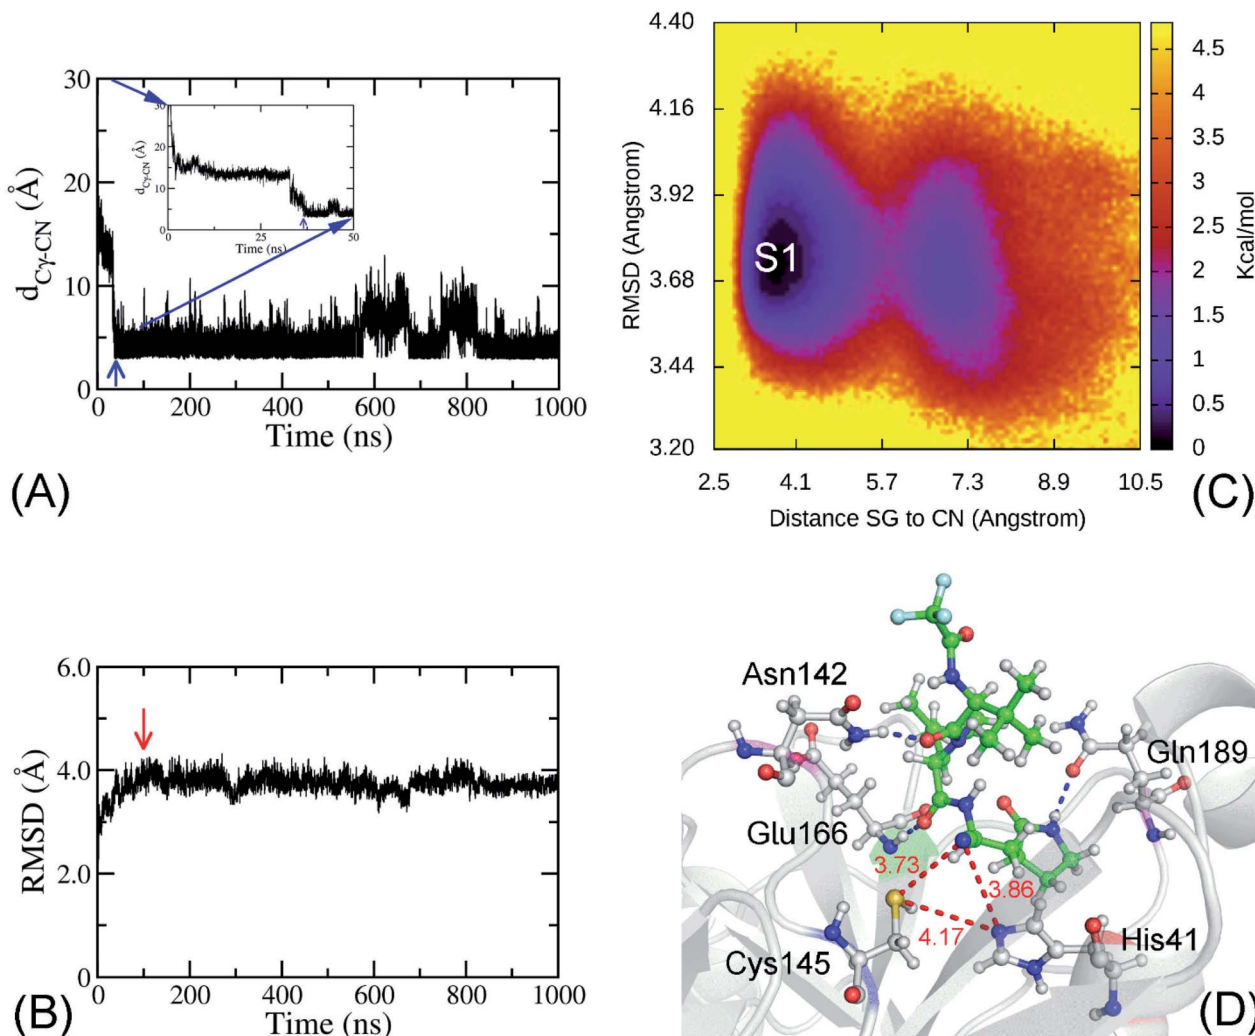 30
20
10
0
d_Cγ-CN (Å)
0 200 400 600 800 1000
Time (ns)
30
20
10
0
d_Cγ-CN (Å)
0 25 50
Time (ns)
(A)
4.40
4.16
3.92
3.68
3.44
3.20
RMSD (Angstrom)
S1
2.5 4.1 5.7 7.3 8.9 10.5
Distance SG to CN (Angstrom)
4.5
4
3.5
3
2.5
2
1.5
1
0.5
0
Kcal/mol
(C)
6.0
4.0
2.0
0
RMSD (Å)
0 200 400 600 800 1000
Time (ns)
(B)
Asn142
Gln189
Glu166
3.73
3.86
4.17
Cys145
His41
(D)